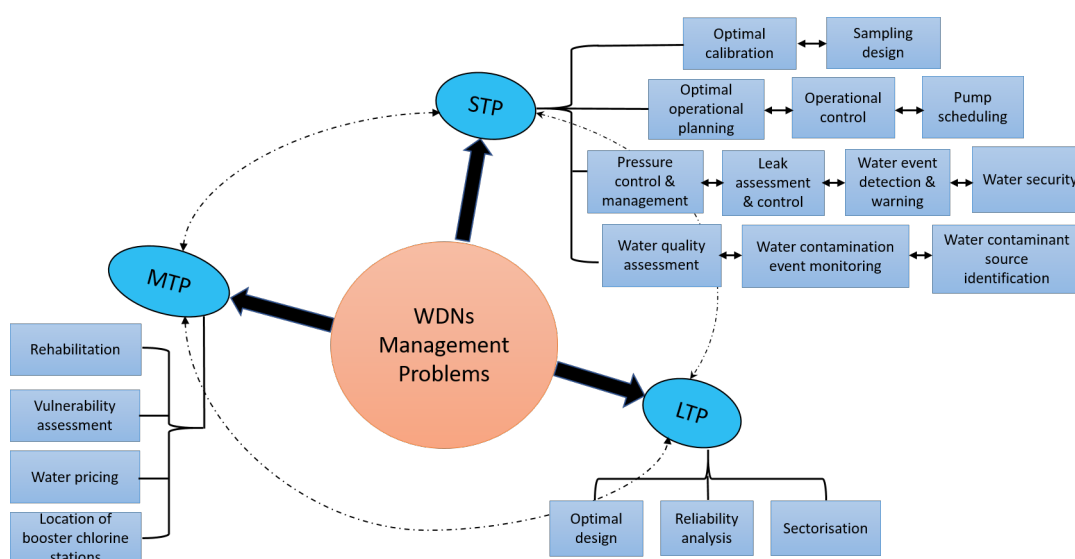 Optimal
calibration
Sampling
design
STP
Optimal
operational
planning
Operational
control
Pump
scheduling
Pressure
control &
management
Leak
assessment
& control
Water event
detection &
warning
Water security
Water quality
assessment
Water contamination
event monitoring
Water contaminant
source
identification
MTP
WDNs
Management
Problems
Rehabilitation
Vulnerability
assessment
Water pricing
Location of
booster chlorine
stations
LTP
Optimal
design
Reliability
analysis
Sectorisation